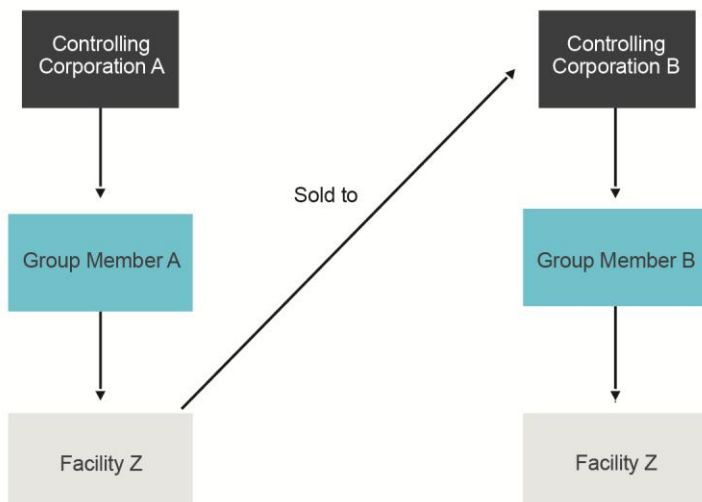 Controlling
Corporation A
Controlling
Corporation B
Sold to
Group Member A
Group Member B
Facility Z
Facility Z